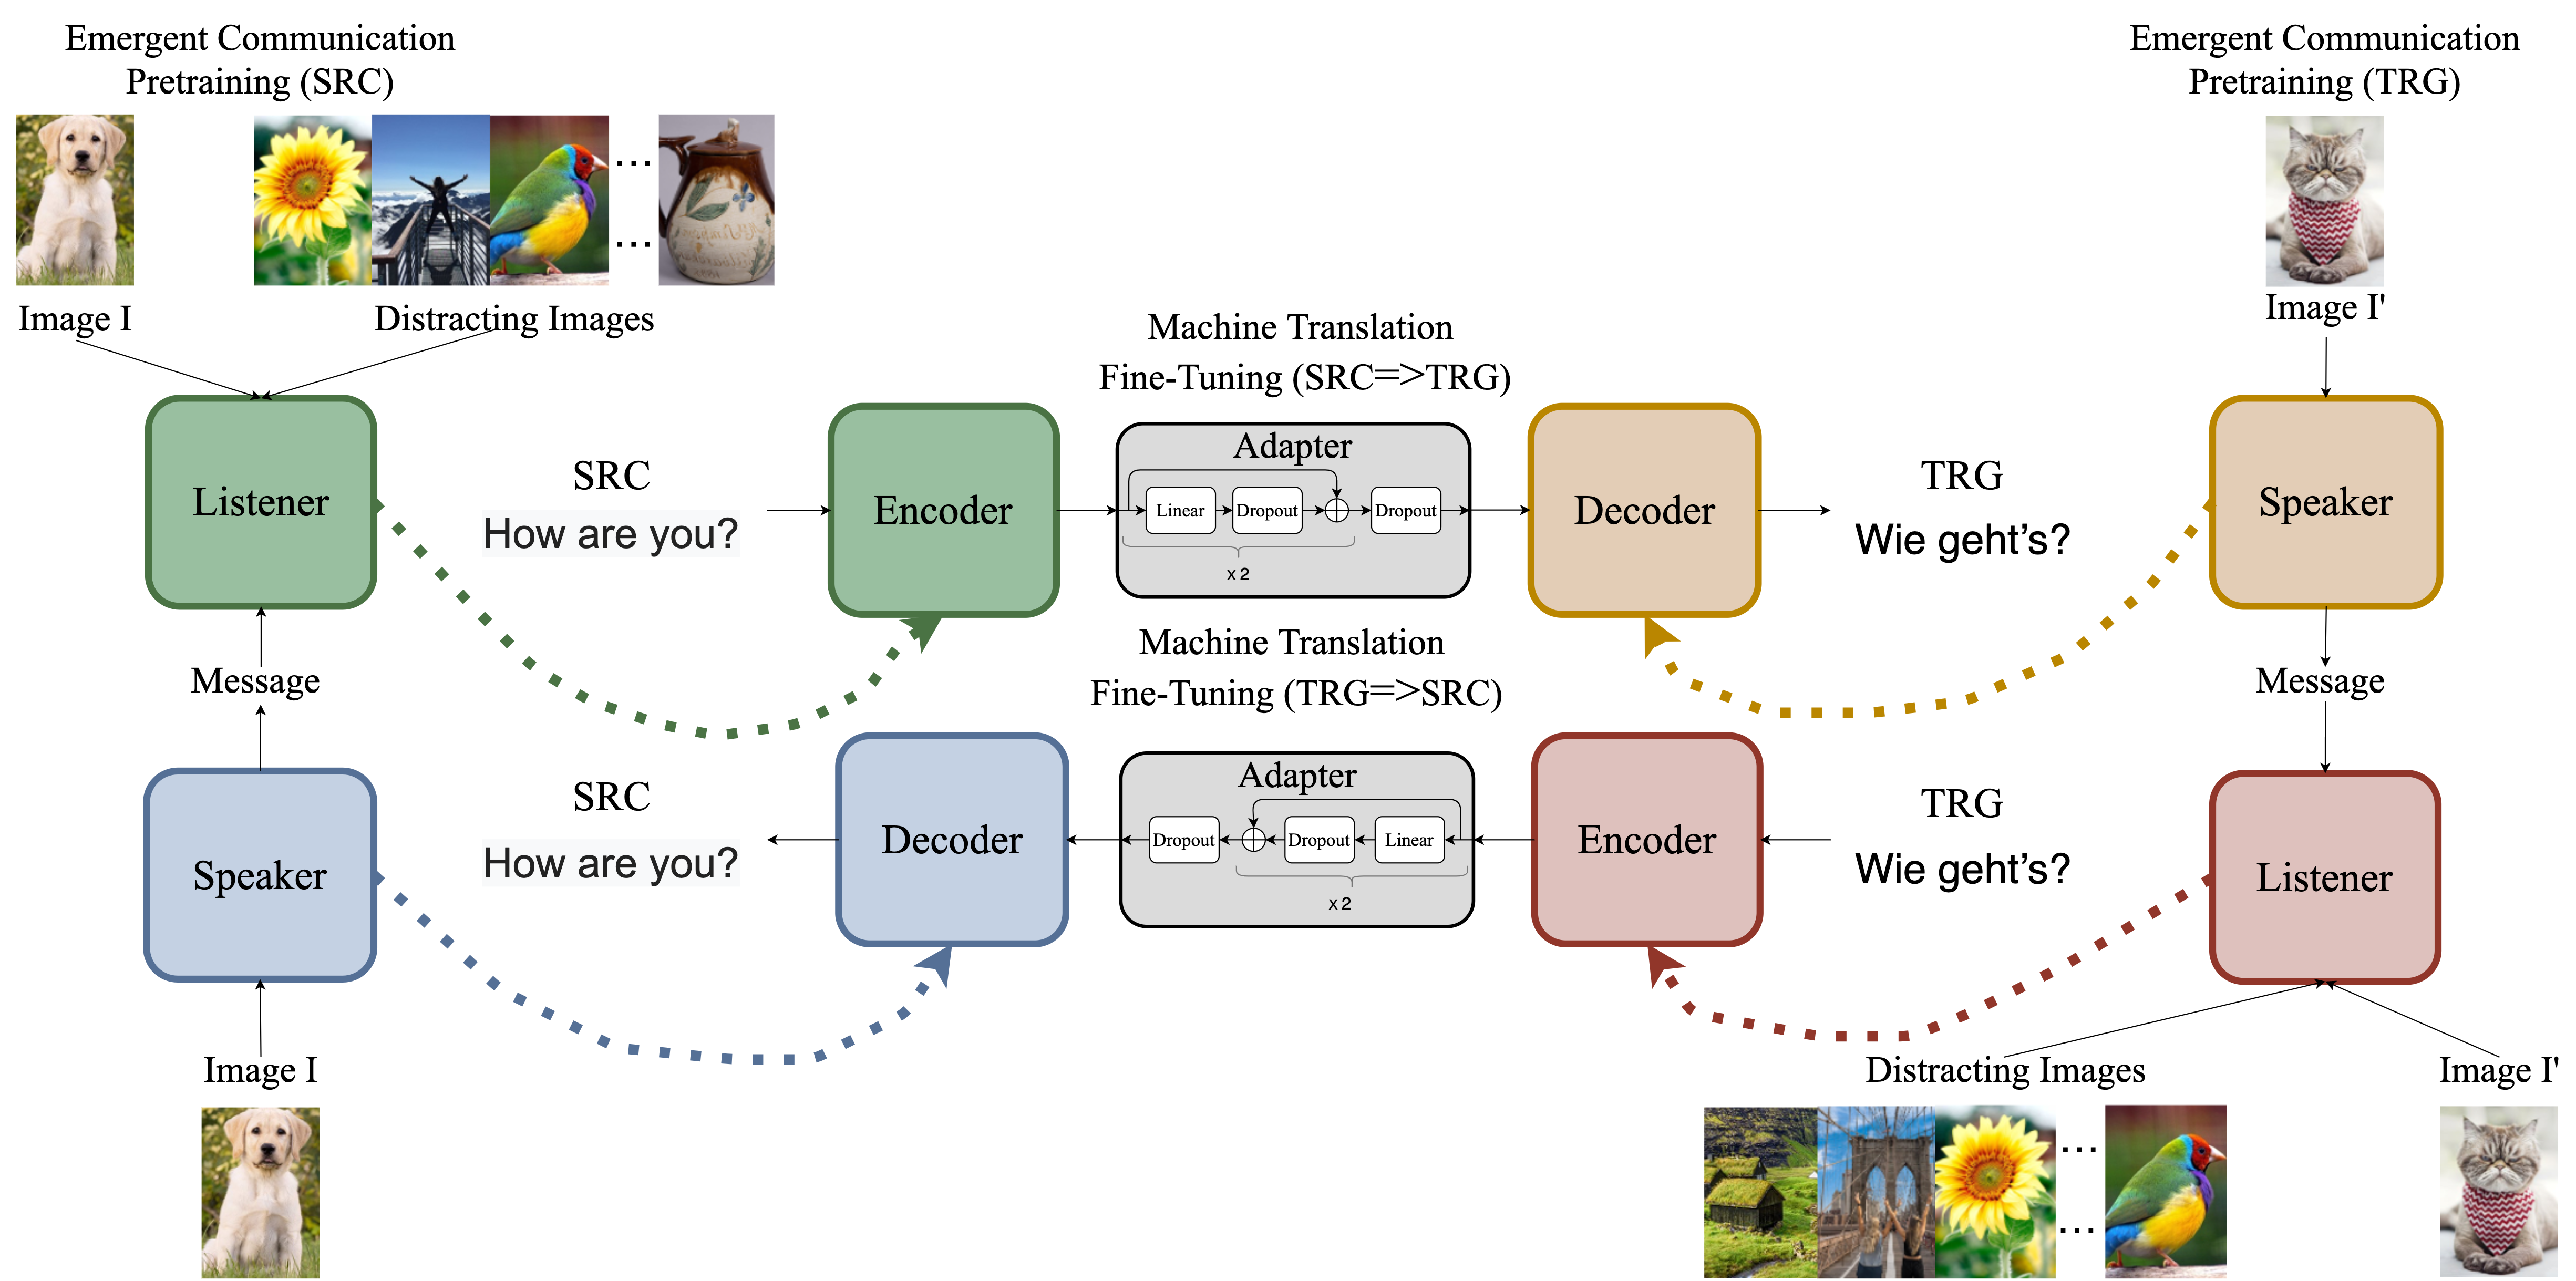 Emergent Communication
Pretraining (SRC)
Image I
Distracting Images
Listener
Message
Speaker
Image I
SRC
How are you?
Encoder
Machine Translation
Fine-Tuning (SRC=>TRG)
Adapter
Linear
Dropout
Dropout
x 2
Decoder
TRG
Wie geht's?
SRC
How are you?
Decoder
Machine Translation
Fine-Tuning (TRG=>SRC)
Adapter
Dropout
Dropout
Linear
x 2
Encoder
TRG
Wie geht's?
Emergent Communication
Pretraining (TRG)
Image I'
Speaker
Message
Listener
Distracting Images
Image I'